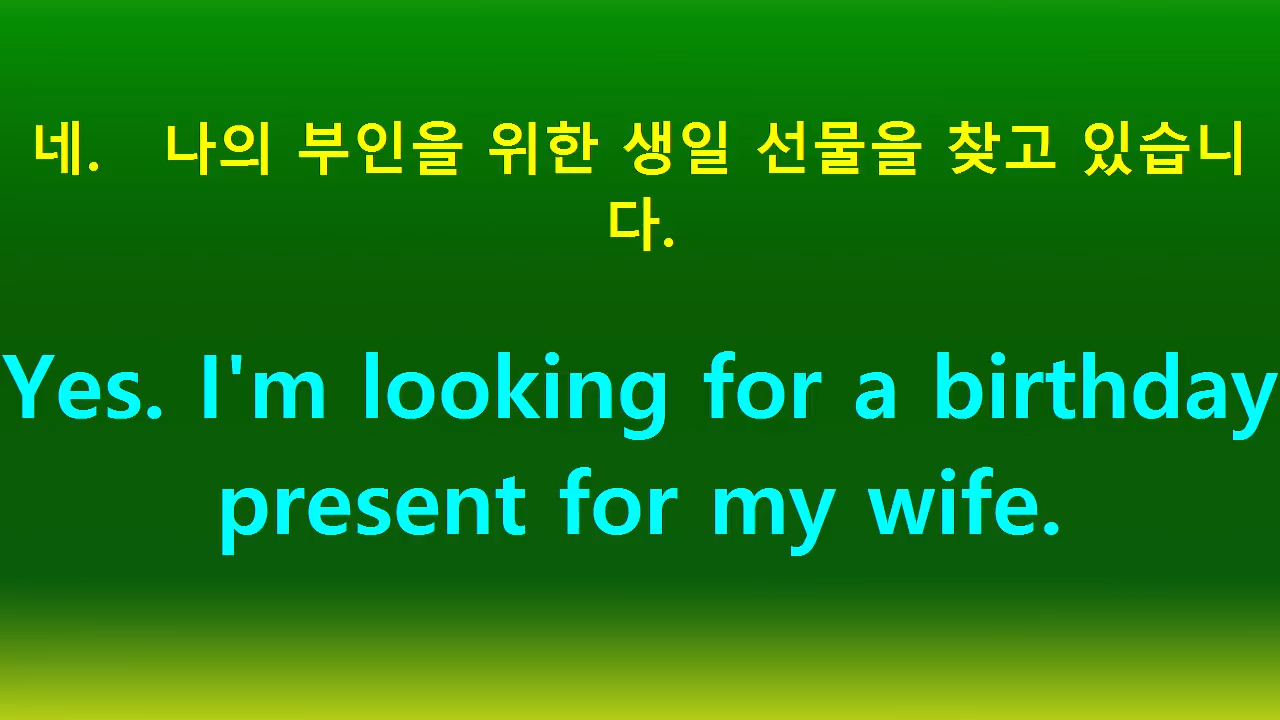 네. 나의 부인을 위한 생일 선물을 찾고 있습니
다.
Yes. I'm looking for a birthday
present for my wife.